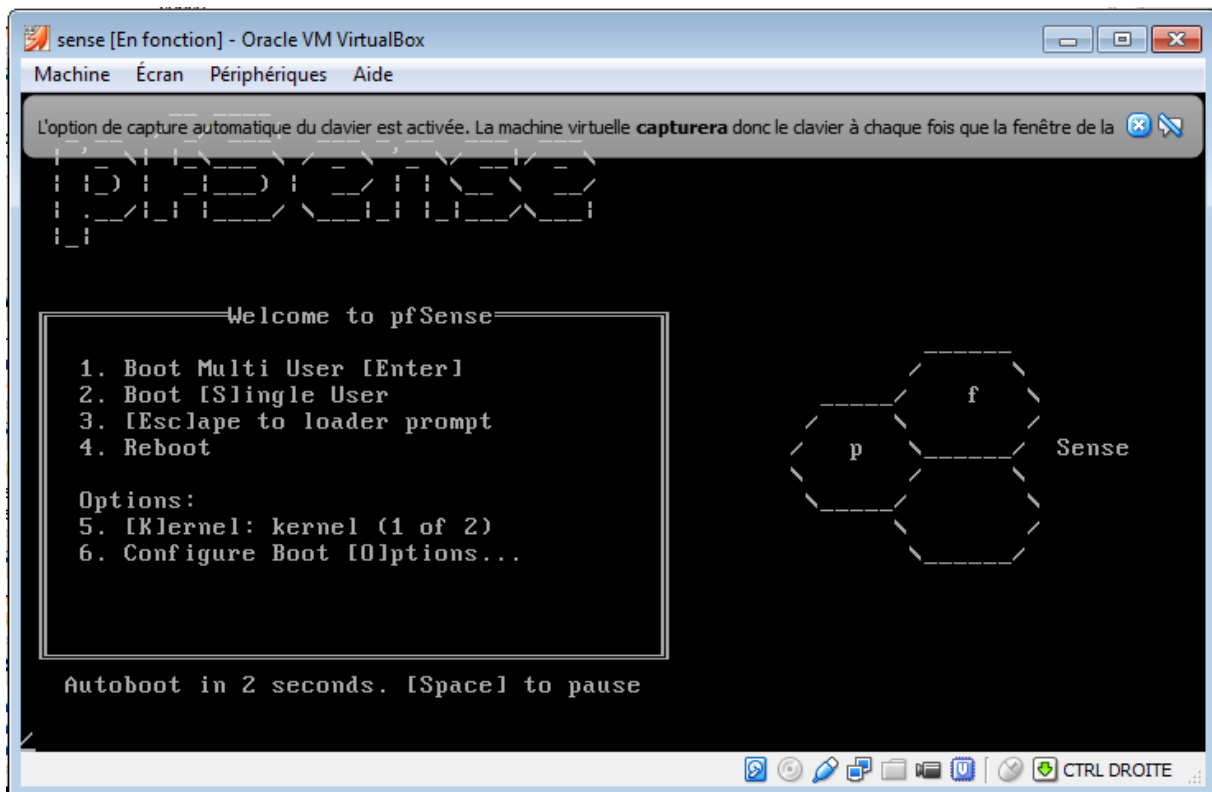 sense [En fonction] - Oracle VM VirtualBox
Machine Écran Périphériques Aide
L'option de capture automatique du clavier est activée. La machine virtuelle capturera donc le clavier à chaque fois que la fenêtre de la
pfSense
Welcome to pfSense
1. Boot Multi User [Enter]
2. Boot [S]ingle User
3. [Esc]ape to loader prompt
4. Reboot
Options:
5. [K]ernel: kernel (1 of 2)
6. Configure Boot [O]ptions...
f
p Sense
Autoboot in 2 seconds. [Space] to pause
CTRL DROITE